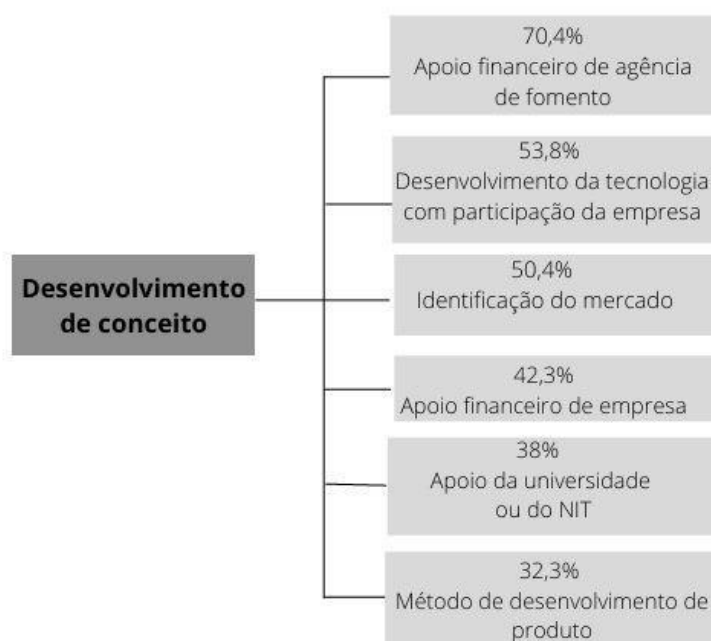 70,4%
Apoio financeiro de agência
de fomento
53,8%
Desenvolvimento da tecnologia
com participação da empresa
Desenvolvimento
de conceito
50,4%
Identificação do mercado
42,3%
Apoio financeiro de empresa
38%
Apoio da universidade
ou do NIT
32,3%
Método de desenvolvimento de
produto